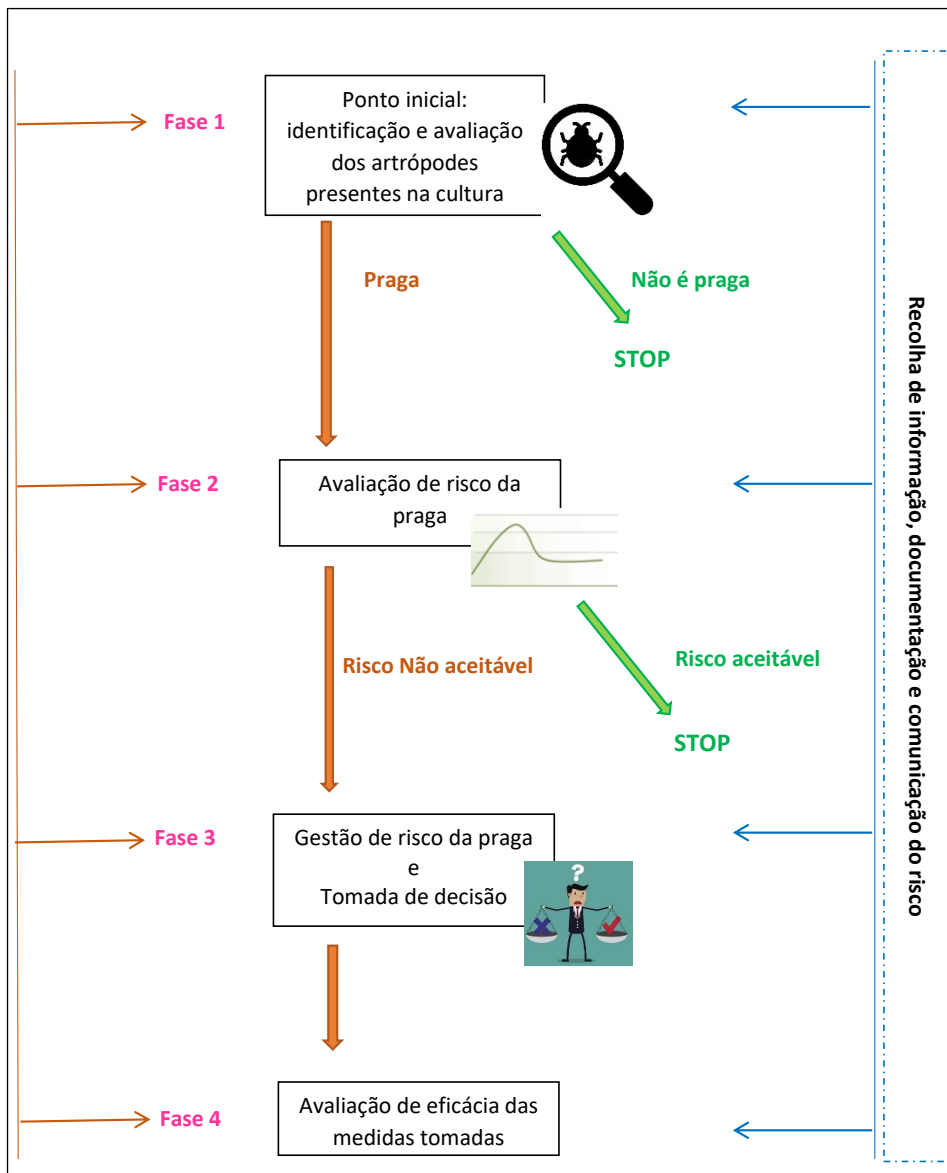 Fase 1
Ponto inicial:
identificação e avaliação
dos artrópodes
presentes na cultura
Praga
Não é praga
STOP
Fase 2
Avaliação de risco da
praga
Risco Não aceitável
Risco aceitável
STOP
Fase 3
Gestão de risco da praga
e
Tomada de decisão
?
Fase 4
Avaliação de eficácia das
medidas tomadas
Recolha de informação, documentação e comunicação do risco